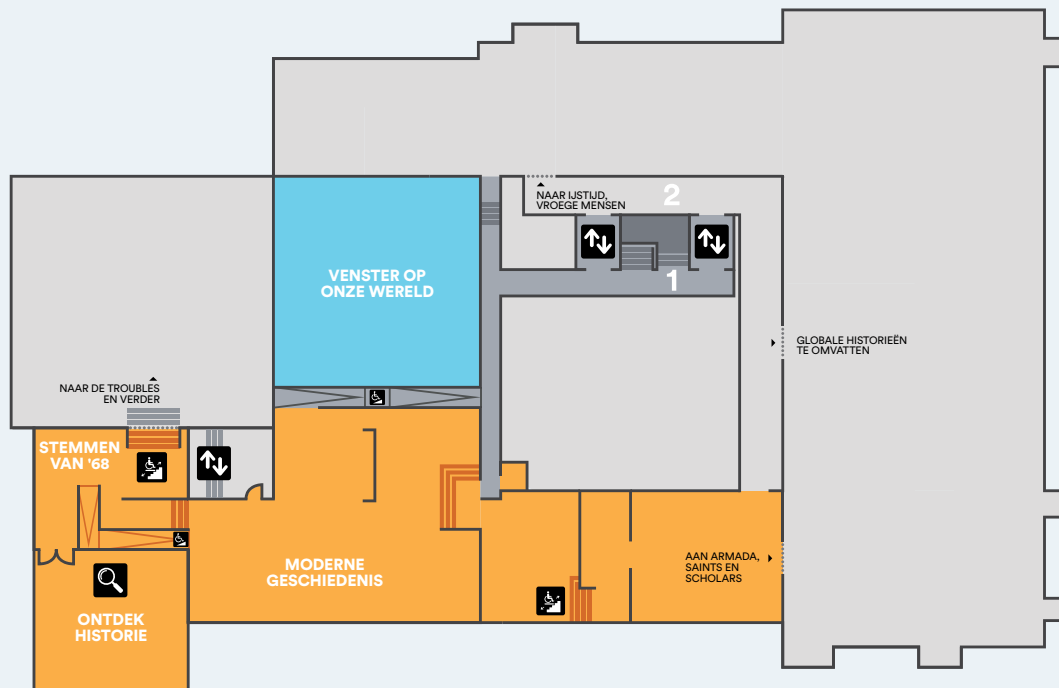 NAAR IJSTIJD,
VROEGE MENSEN
2
1
VENSTER OP
ONZE WERELD
GLOBALE HISTORIEËN
TE OMVATTEN
NAAR DE TROUBLES
EN VERDER
STEMMEN
VAN '68
MODERNE
GESCHIEDENIS
AAN ARMADA,
SAINTS EN
SCHOLARS
ONTDEK
HISTORIE